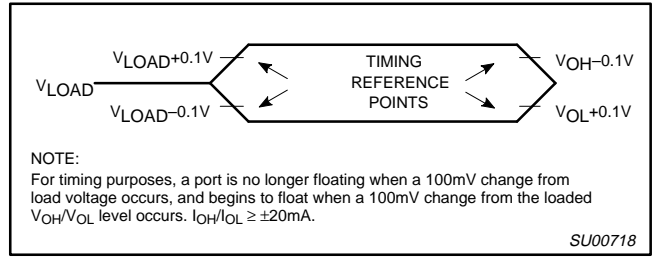 VLOAD+0.1V
TIMING
VOH–0.1V
VLOAD
REFERENCE
VLOAD–0.1V
POINTS
VOL+0.1V
NOTE:
For timing purposes, a port is no longer floating when a 100mV change from
load voltage occurs, and begins to float when a 100mV change from the loaded
VOH/VOL level occurs. IOH/IOL ≥ ±20mA.
SU00718